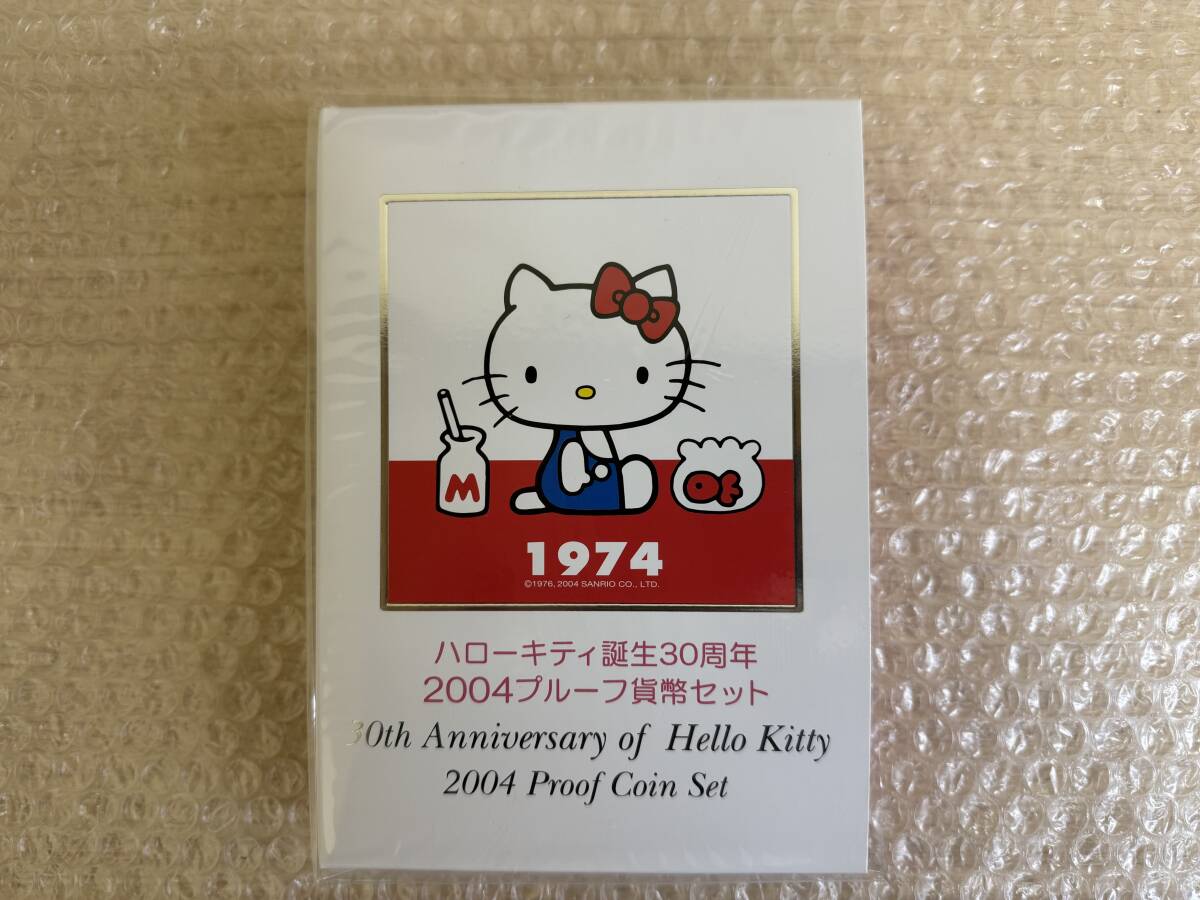 M
1974
©1976, 2004 SANRIO CO., LTD.
ハローキティ誕生30周年
2004プルーフ貨幣セット
30th Anniversary of Hello Kitty
2004 Proof Coin Set